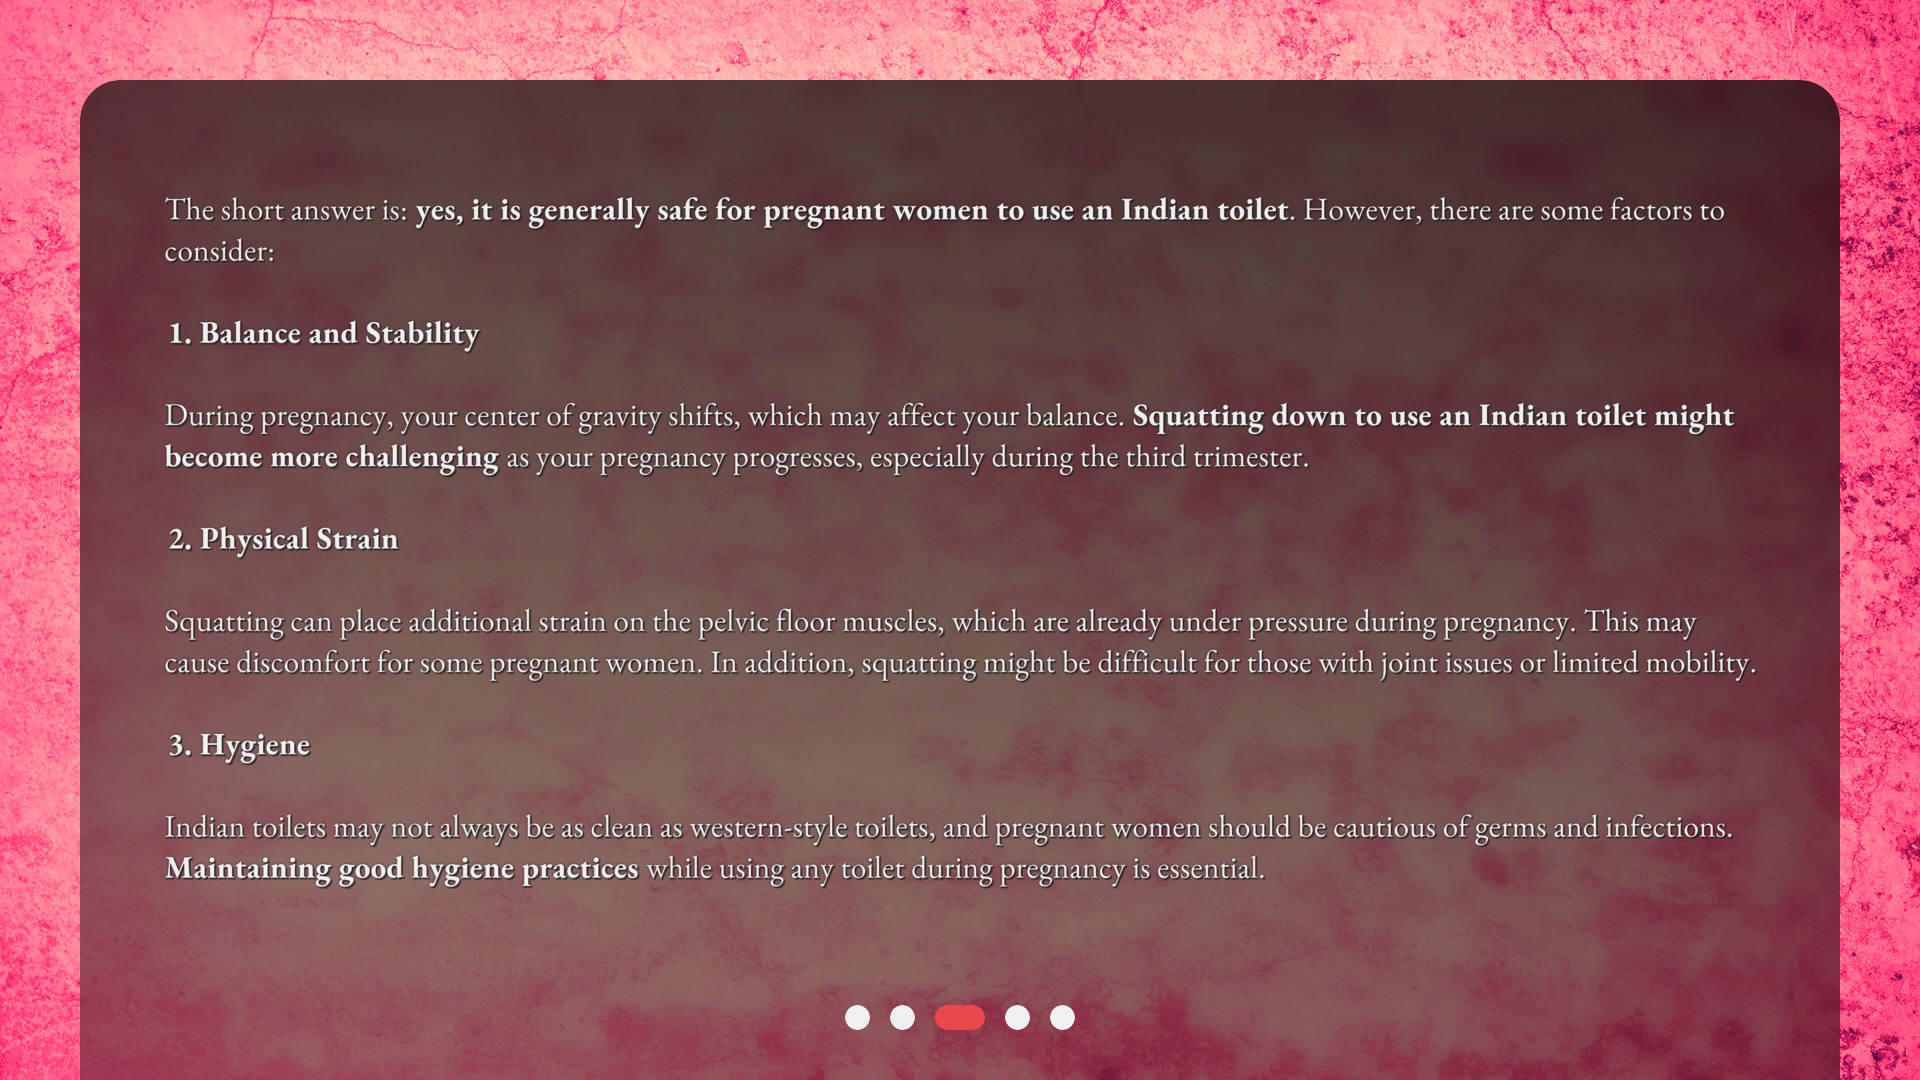 The short answer is: yes, it is generally safe for pregnant women to use an Indian toilet. However, there are some factors to
consider:
1. Balance and Stability
During pregnancy, your center of gravity shifts, which may affect your balance. Squatting down to use an Indian toilet might
become more challenging as your pregnancy progresses, especially during the third trimester.
2. Physical Strain
Squatting can place additional strain on the pelvic floor muscles, which are already under pressure during pregnancy. This may
cause discomfort for some pregnant women. In addition, squatting might be difficult for those with joint issues or limited mobility.
3. Hygiene
Indian toilets may not always be as clean as western-style toilets, and pregnant women should be cautious of germs and infections.
Maintaining good hygiene practices while using any toilet during pregnancy is essential.